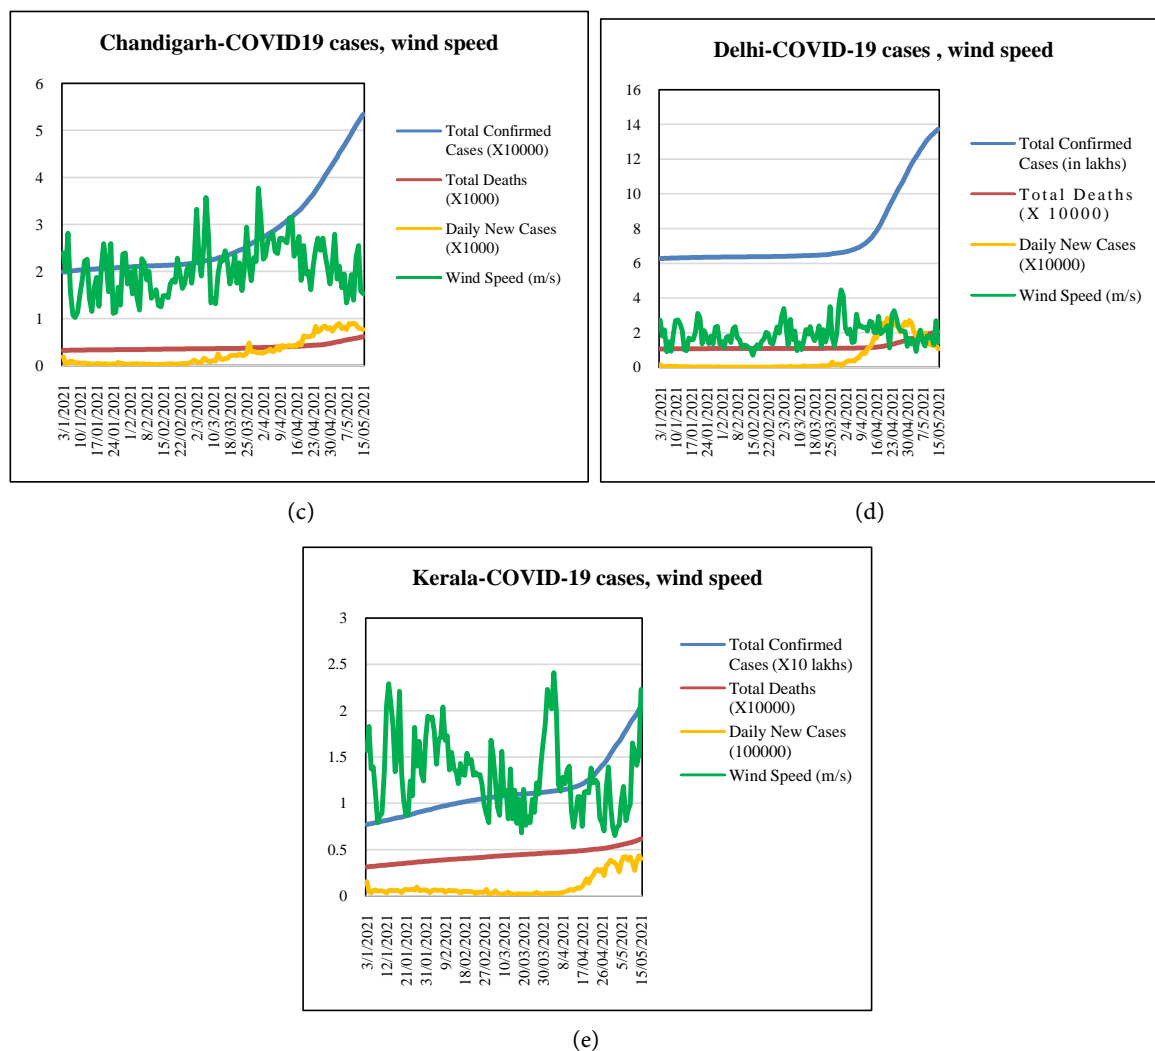 Chandigarh-COVID19 cases, wind speed
6
5
4
3
2
1
0
3/1/2021
10/1/2021
17/01/2021
24/01/2021
1/2/2021
8/2/2021
15/02/2021
22/02/2021
2/3/2021
10/3/2021
18/03/2021
25/03/2021
2/4/2021
9/4/2021
16/04/2021
23/04/2021
30/04/2021
7/5/2021
15/05/2021
Total Confirmed
Cases (X10000)
Total Deaths
(X1000)
Daily New Cases
(X1000)
Wind Speed (m/s)
(c)
Delhi-COVID-19 cases , wind speed
16
14
12
10
8
6
4
2
0
3/1/2021
10/1/2021
17/01/2021
24/01/2021
1/2/2021
8/2/2021
15/02/2021
22/02/2021
2/3/2021
10/3/2021
18/03/2021
25/03/2021
2/4/2021
9/4/2021
16/04/2021
23/04/2021
30/04/2021
7/5/2021
15/05/2021
Total Confirmed
Cases (in lakhs)
Total Deaths
(X 10000)
Daily New Cases
(X10000)
Wind Speed (m/s)
(d)
Kerala-COVID-19 cases, wind speed
3
2.5
2
1.5
1
0.5
0
3/1/2021
12/1/2021
21/01/2021
31/01/2021
9/2/2021
18/02/2021
27/02/2021
10/3/2021
20/03/2021
30/03/2021
8/4/2021
17/04/2021
26/04/2021
5/5/2021
15/05/2021
Total Confirmed
Cases (X10 lakhs)
Total Deaths
(X10000)
Daily New Cases
(100000)
Wind Speed (m/s)
(e)